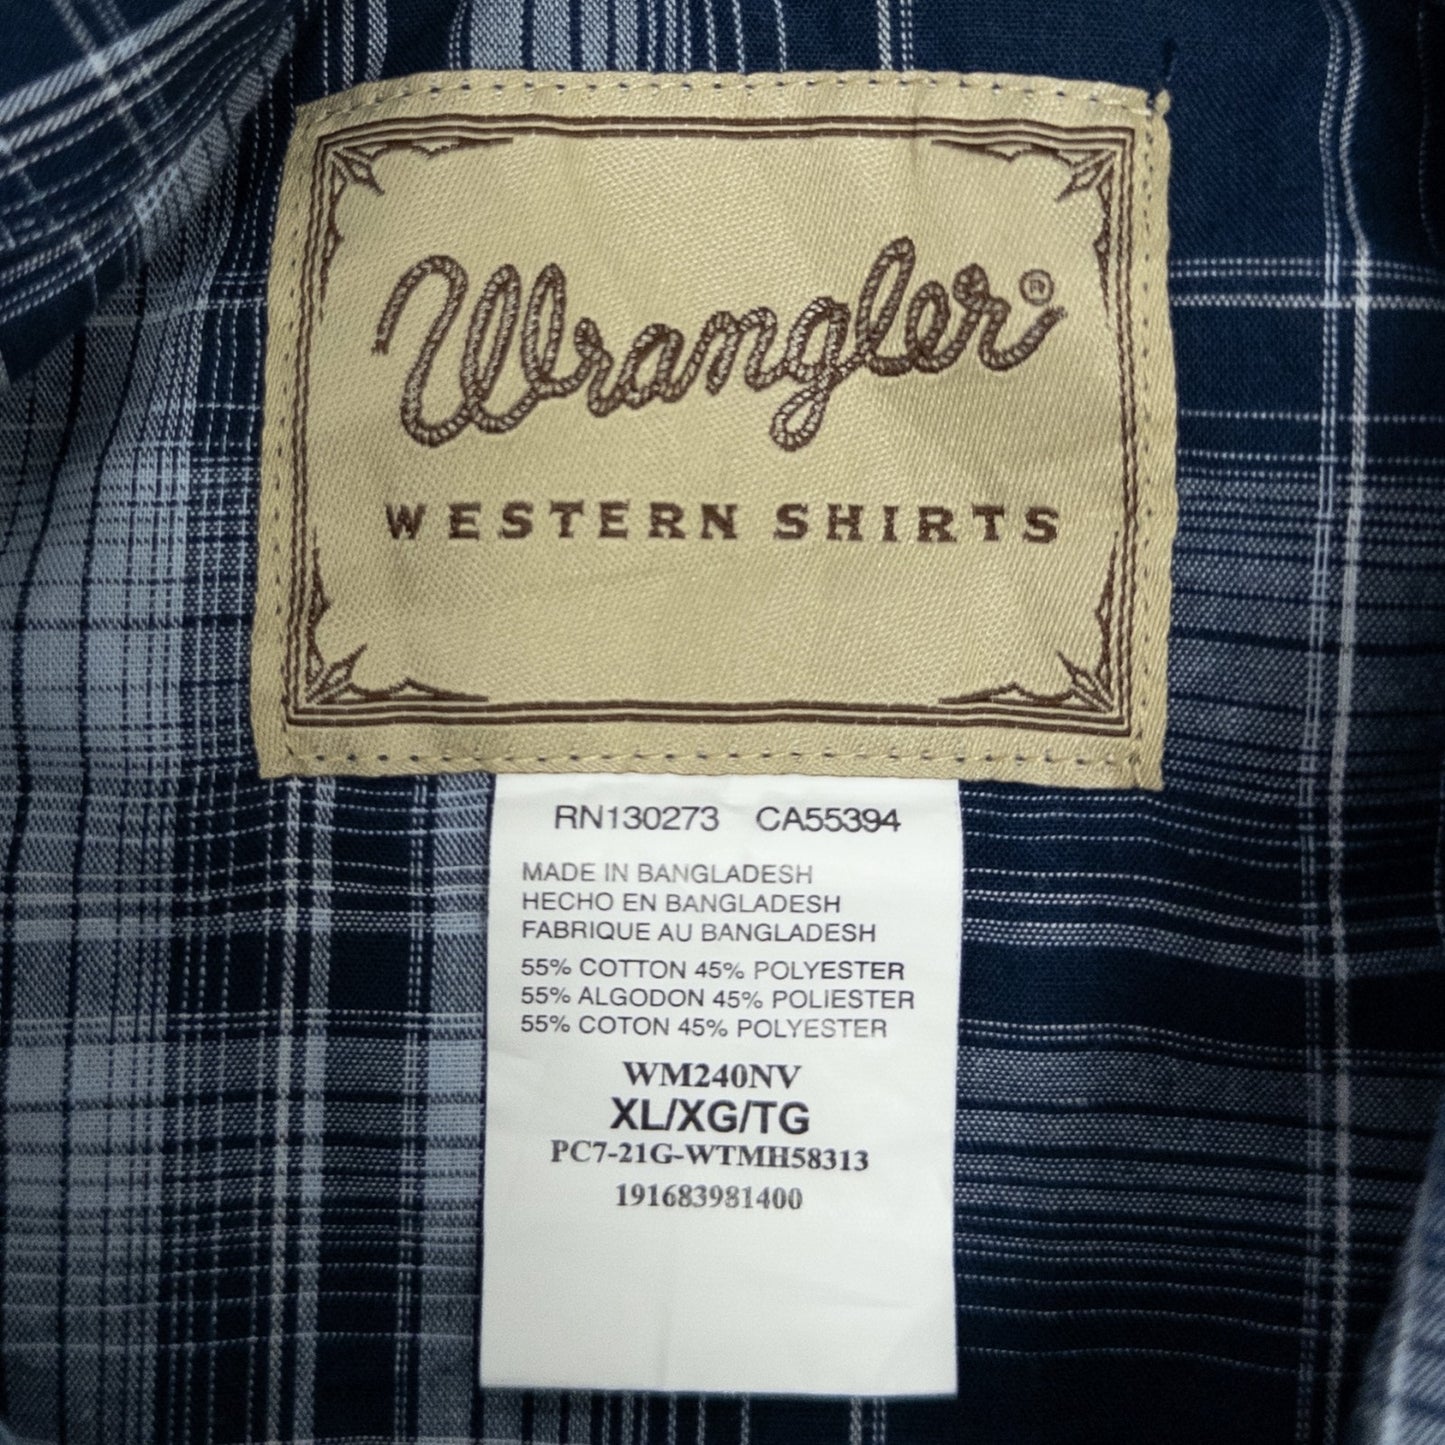 Wrangler®
WESTERN SHIRTS
RN130273 CA55394
MADE IN BANGLADESH
HECHO EN BANGLADESH
FABRIQUE AU BANGLADESH
55% COTTON 45% POLYESTER
55% ALGODON 45% POLIESTER
55% COTON 45% POLYESTER
WM240NV
XL/XG/TG
PC7-21G-WTMH58313
191683981400